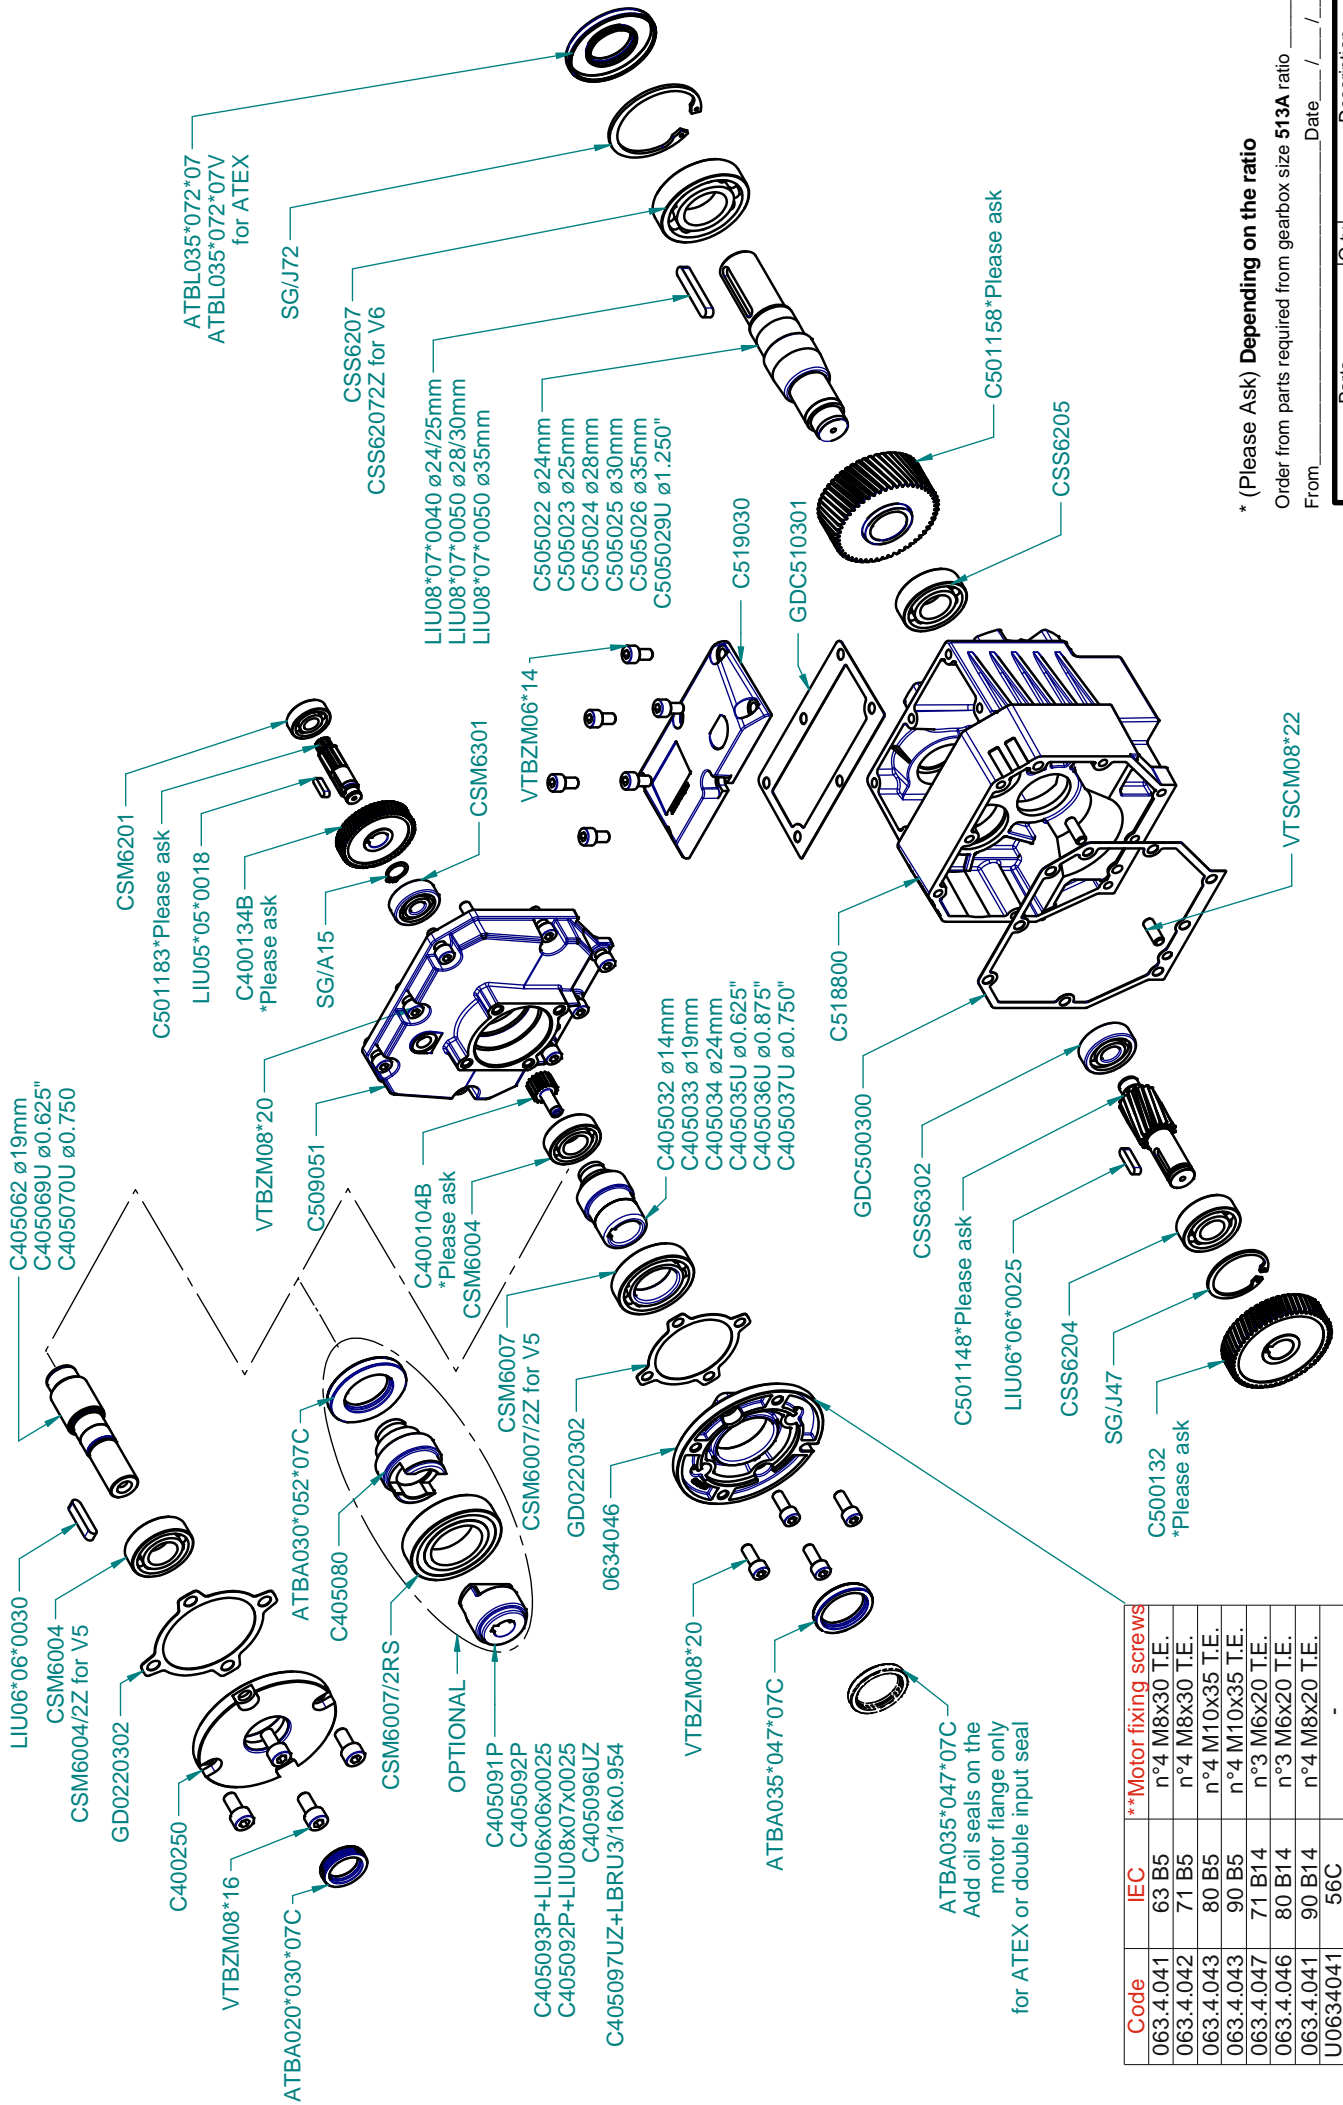 LIU06*06*0030
CSM6004
CSM6004/2Z for V5
GD0220302
C400250
VTBZM08*16
ATBA020*030*07C
C405062 ø19mm
C405069U ø0.625"
C405070U ø0.750
ATBA030*052*07C
C405080
CSM6007/2RS
OPTIONAL
C405091P
C405092P
C405093P+LIU06x06x0025
C405092P+LIU08x07x0025
C405096UZ
C405097UZ+LBRU3/16x0.954
CSM6201
C501183*Please ask
LIU05*05*0018
C400134B
*Please ask
SG/A15
CSM6301
VTBZM08*20
C509051
C400104B
*Please ask
CSM6004
CSM6007
CSM6007/2Z for V5
GD0220302
0634046
VTBZM08*20
ATBA035*047*07C
ATBA035*047*07C
Add oil seals on the
motor flange only
for ATEX or double input seal
C405032 ø14mm
C405033 ø19mm
C405034 ø24mm
C405035U ø0.625"
C405036U ø0.875"
C405037U ø0.750"
ATBL035*072*07
ATBL035*072*07V
for ATEX
SG/J72
CSS6207
CSS62072Z for V6
LIU08*07*0040 ø24/25mm
LIU08*07*0050 ø28/30mm
LIU08*07*0050 ø35mm
C505022 ø24mm
C505023 ø25mm
C505024 ø28mm
C505025 ø30mm
C505026 ø35mm
C505029U ø1.250"
VTBZM06*14
C519030
GDC510301
C501158*Please ask
CSS6205
C518800
GDC500300
VTSCM08*22
CSS6302
C501148*Please ask
LIU06*06*0025
CSS6204
SG/J47
C500132
*Please ask
Code IEC **Motor fixing screws
063.4.041 63 B5 n°4 M8x30 T.E.
063.4.042 71 B5 n°4 M8x30 T.E.
063.4.043 80 B5 n°4 M10x35 T.E.
063.4.043 90 B5 n°4 M10x35 T.E.
063.4.047 71 B14 n°3 M6x20 T.E.
063.4.046 80 B14 n°3 M6x20 T.E.
063.4.041 90 B14 n°4 M8x20 T.E.
U0634041 56C -
* (Please Ask) Depending on the ratio
Order from parts required from gearbox size 513A ratio
From Date / /